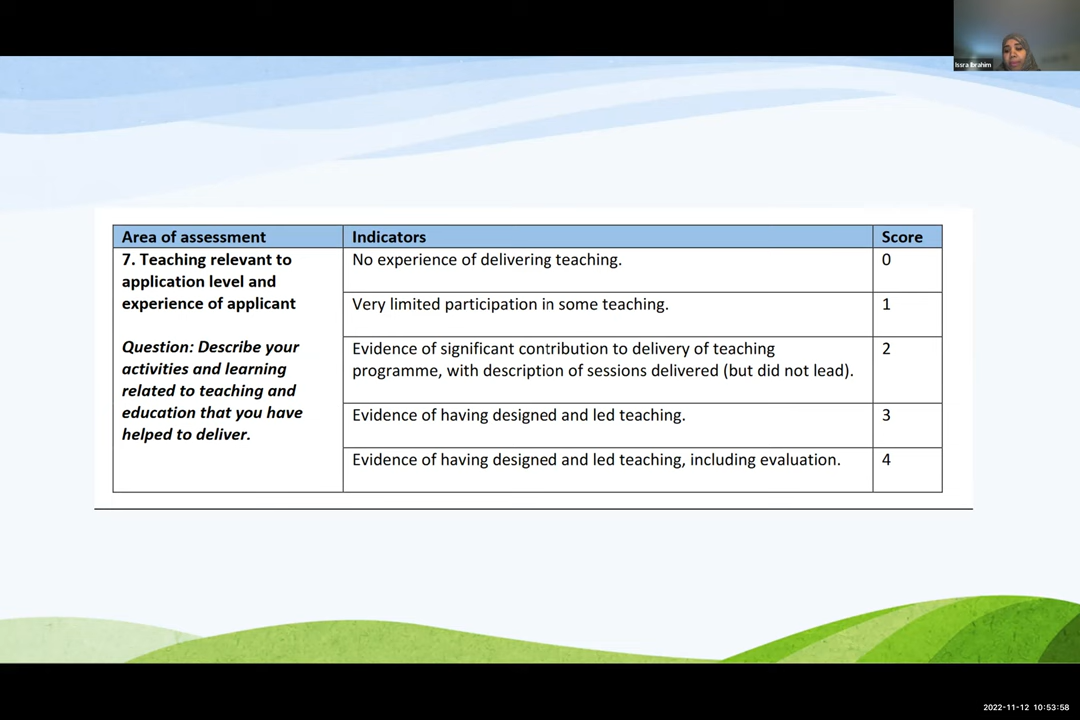 Issra Ibrahim
Area of assessment
Indicators
Score
7. Teaching relevant to
application level and
experience of applicant
Question: Describe your
activities and learning
related to teaching and
education that you have
helped to deliver.
No experience of delivering teaching.
0
Very limited participation in some teaching.
1
Evidence of significant contribution to delivery of teaching
programme, with description of sessions delivered (but did not lead).
2
Evidence of having designed and led teaching.
3
Evidence of having designed and led teaching, including evaluation.
4
2022-11-12 10:53:58